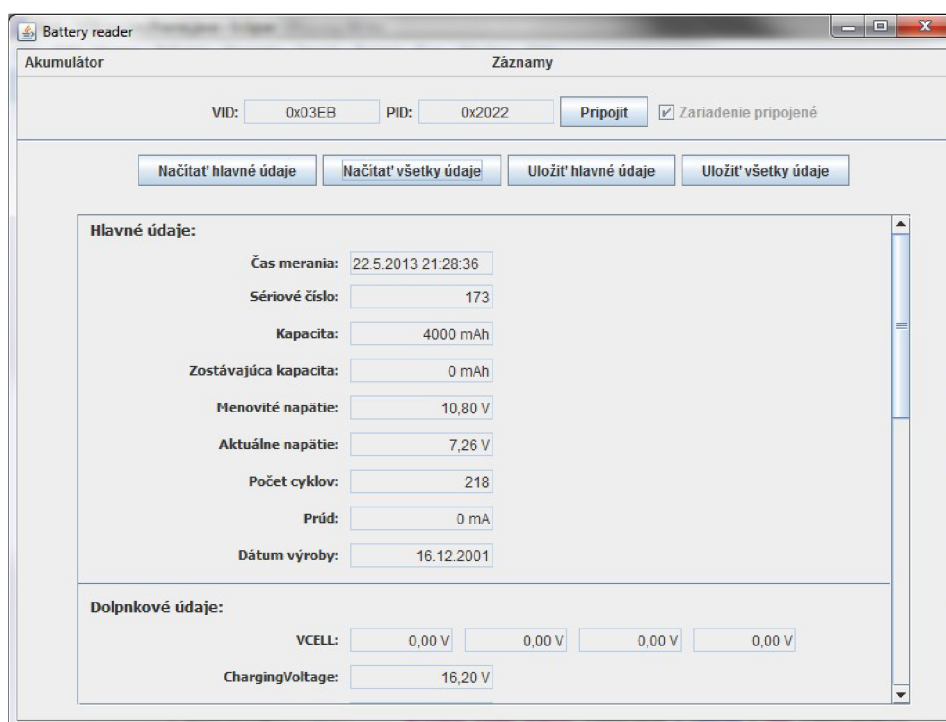 Battery reader
Akumulátor Záznamy
VID: 0x03EB PID: 0x2022 Pripojit Zariadenie pripojené
Načítať hlavné údaje Načítať všetky údaje Uložiť hlavné údaje Uložiť všetky údaje
Hlavné údaje:
Čas merania: 22.5.2013 21:28:36
Sériové číslo: 173
Kapacita: 4000 mAh
Zostávajúca kapacita: 0 mAh
Menovité napätie: 10,80 V
Aktuálne napätie: 7,26 V
Počet cyklov: 218
Prúd: 0 mA
Dátum výroby: 16.12.2001
Dolpnkové údaje:
VCELL: 0,00 V 0,00 V 0,00 V 0,00 V
ChargingVoltage: 16,20 V